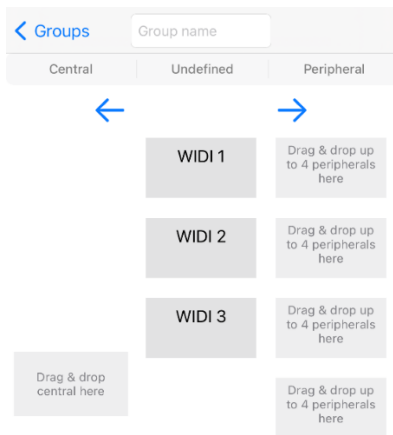 Groups
Group name
Central
Undefined
Peripheral
WIDI 1
Drag & drop up
to 4 peripherals
here
WIDI 2
Drag & drop up
to 4 peripherals
here
WIDI 3
Drag & drop up
to 4 peripherals
here
Drag & drop
central here
Drag & drop up
to 4 peripherals
here